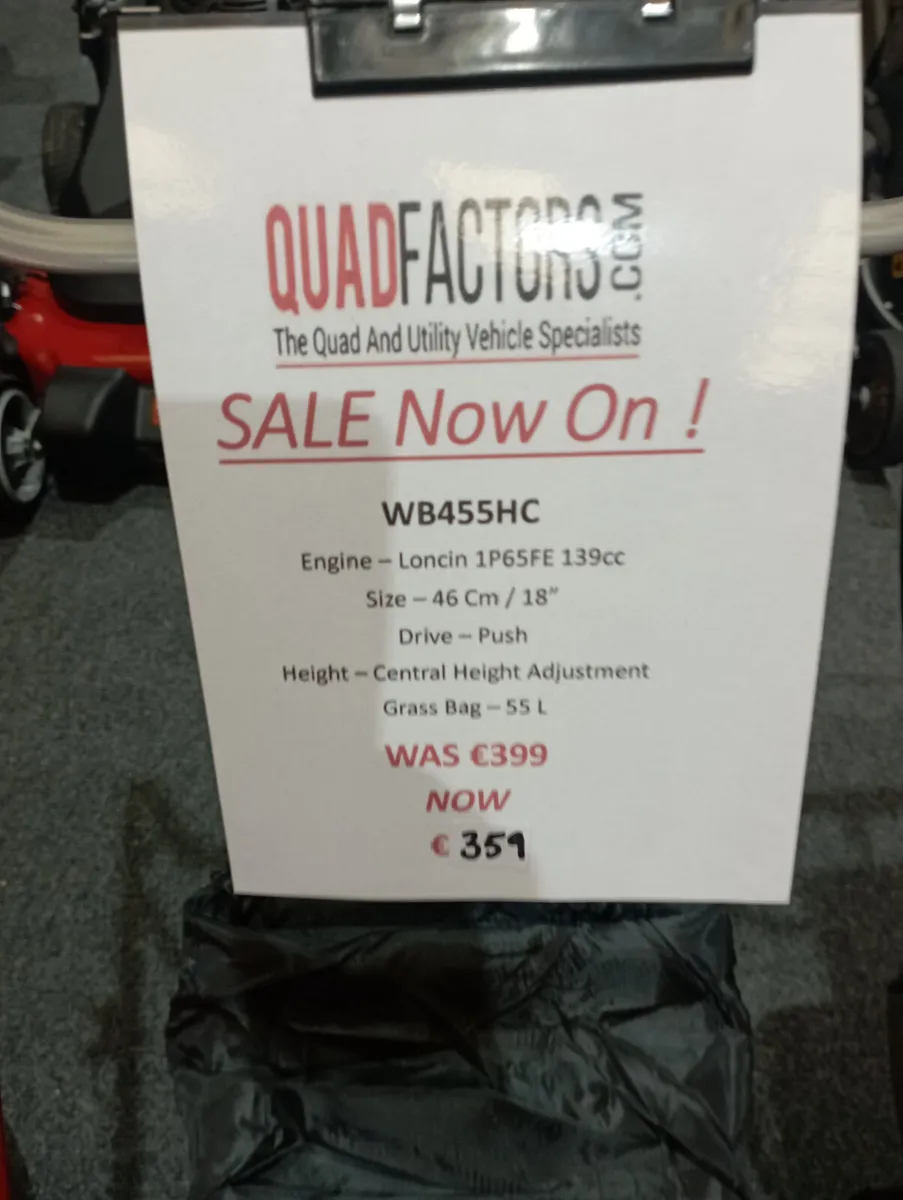 QUADFACTORS.COM
The Quad And Utility Vehicle Specialists
SALE Now On !
WB455HC
Engine – Loncin 1P65FE 139cc
Size – 46 Cm / 18”
Drive – Push
Height – Central Height Adjustment
Grass Bag – 55 L
WAS €399
NOW
€ 359